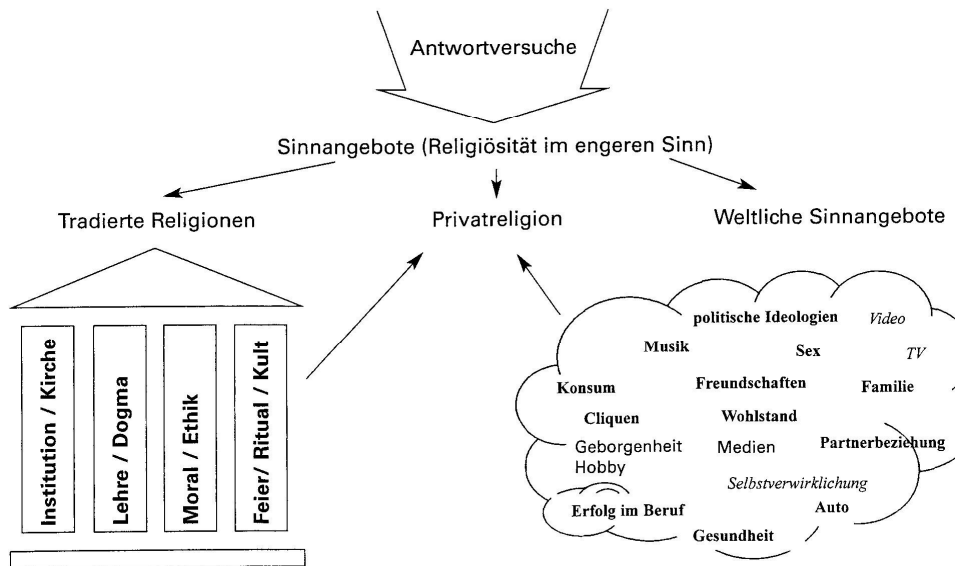 Antwortversuche
Sinnangebote (Religiösität im engeren Sinn)
Tradierte Religionen
Privatreligion
Weltliche Sinnangebote
Institution / Kirche
Lehre / Dogma
Moral / Ethik
Feier/ Ritual / Kult
politische Ideologien
Video
Musik
Sex
TV
Konsum
Freundschaften
Familie
Cliquen
Wohlstand
Geborgenheit
Medien
Partnerbeziehung
Hobby
Selbstverwirklichung
Erfolg im Beruf
Auto
Gesundheit